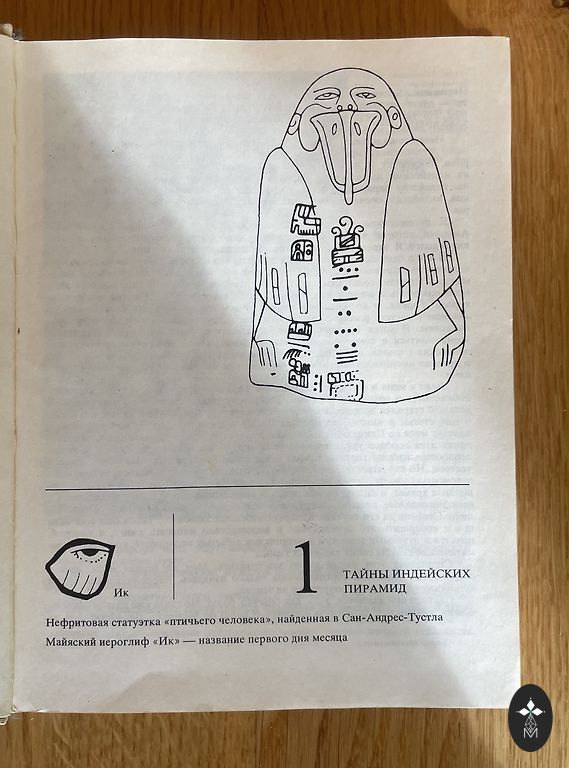 Ик
1
ТАЙНЫ ИНДЕЙСКИХ
ПИРАМИД
Нефритовая статуэтка «птичьего человека», найденная в Сан-Андрес-Тустла
Майяский иероглиф «Ик» — название первого дня месяца